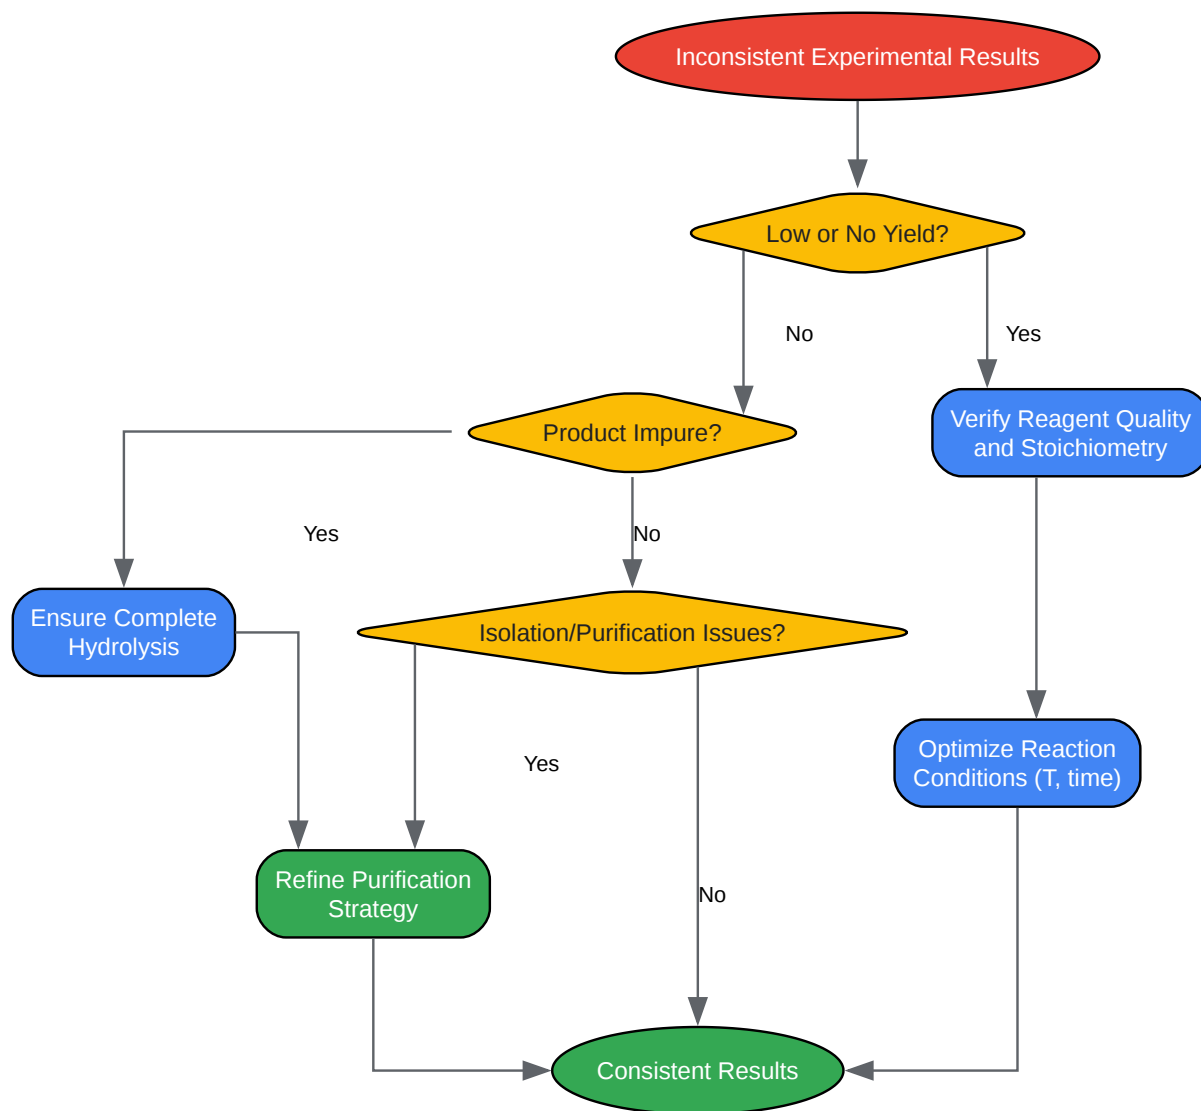 Inconsistent Experimental Results
Low or No Yield?
No
Yes
Verify Reagent Quality
and Stoichiometry
Product Impure?
Yes
No
Ensure Complete
Hydrolysis
Isolation/Purification Issues?
Yes
Optimize Reaction
Conditions (T, time)
Refine Purification
Strategy
No
Consistent Results